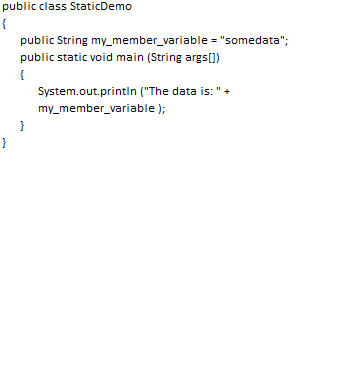 public class StaticDemo
{
public String my_member_variable = "somedata";
public static void main (String args[])
{
System.out.println ("The data is: " +
my_member_variable );
}
}